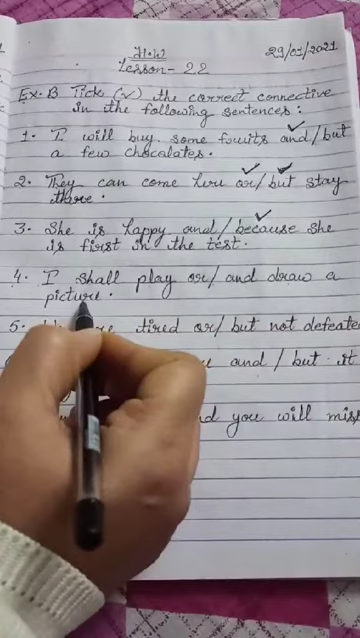 H.W
29/01/2021
Lesson - 22
Ex. B Tick (✓) the correct connective
in the following sentences:
1. I will buy some fruits and/but
a few chocolates.
2. They can come here or/but stay
there.
3. She is happy and/because she
is first in the test.
4. I shall play or/and draw a
picture.
5. tired or/but not defeate
and/but it
you will miss